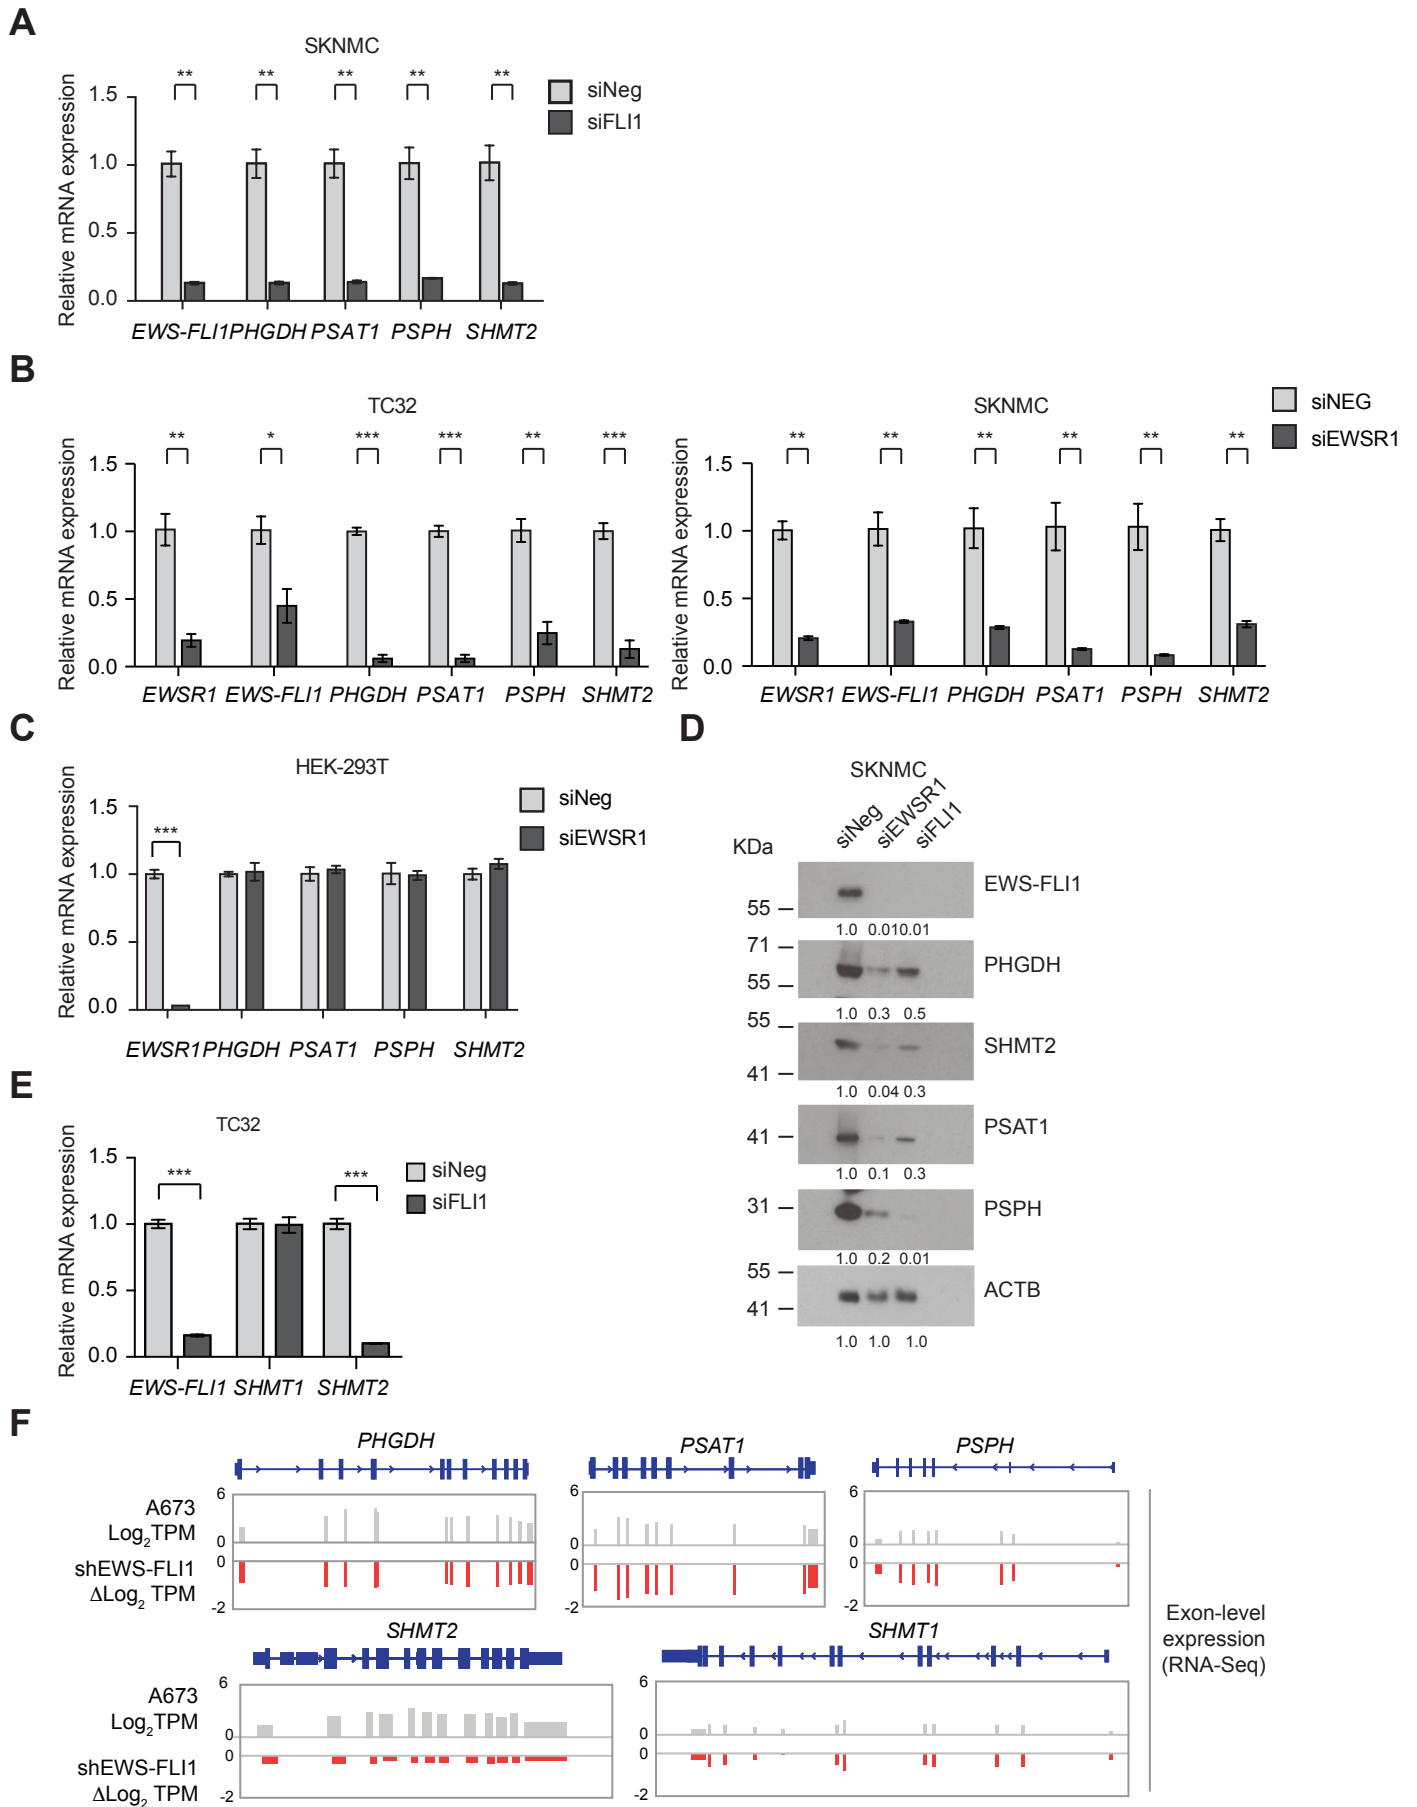 A
SKNMC
** ** ** ** **
siNeg
siFLI1
Relative mRNA expression
1.5
1.0
0.5
0.0
EWS-FLI1 PHGDH PSAT1 PSPH SHMT2
B
TC32
** * *** *** ** ***
Relative mRNA expression
1.5
1.0
0.5
0.0
EWSR1 EWS-FLI1 PHGDH PSAT1 PSPH SHMT2
SKNMC
** ** ** ** ** **
siNEG
siEWSR1
Relative mRNA expression
1.5
1.0
0.5
0.0
EWSR1 EWS-FLI1 PHGDH PSAT1 PSPH SHMT2
C
HEK-293T
***
siNeg
siEWSR1
Relative mRNA expression
1.5
1.0
0.5
0.0
EWSR1 PHGDH PSAT1 PSPH SHMT2
D
SKNMC
siNeg siEWSR1 siFLI1
KDa
55 EWS-FLI1
1.0 0.01 0.01
71
55 PHGDH
1.0 0.3 0.5
55
41 SHMT2
1.0 0.04 0.3
41 PSAT1
1.0 0.1 0.3
31 PSPH
1.0 0.2 0.01
55
41 ACTB
1.0 1.0 1.0
E
TC32
*** ***
siNeg
siFLI1
Relative mRNA expression
1.5
1.0
0.5
0.0
EWS-FLI1 SHMT1 SHMT2
F
PHGDH PSAT1 PSPH
A673
Log2TPM
shEWS-FLI1
ΔLog2 TPM
6
0
0
-2
6
0
0
-2
6
0
0
-2
SHMT2 SHMT1
A673
Log2TPM
shEWS-FLI1
ΔLog2 TPM
6
0
0
-2
6
0
0
-2
Exon-level
expression
(RNA-Seq)